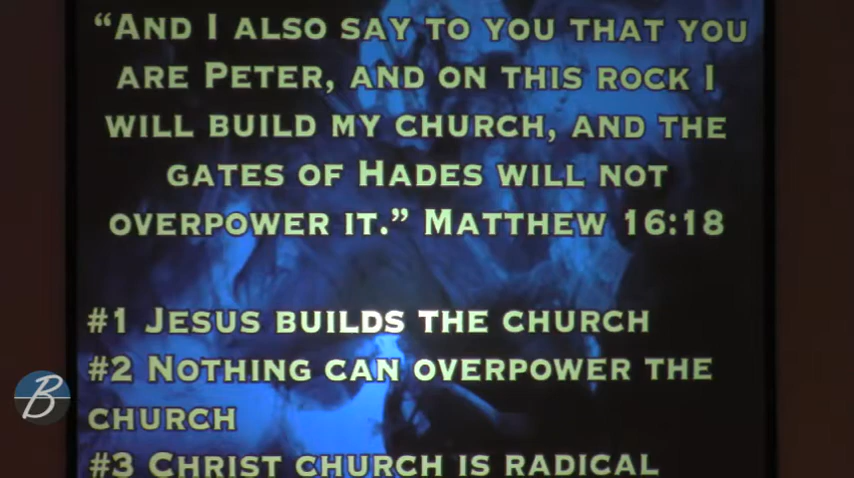 “AND I ALSO SAY TO YOU THAT YOU
ARE PETER, AND ON THIS ROCK I
WILL BUILD MY CHURCH, AND THE
GATES OF HADES WILL NOT
OVERPOWER IT.” MATTHEW 16:18
#1 JESUS BUILDS THE CHURCH
#2 NOTHING CAN OVERPOWER THE
CHURCH
#3 CHRIST CHURCH IS RADICAL
B